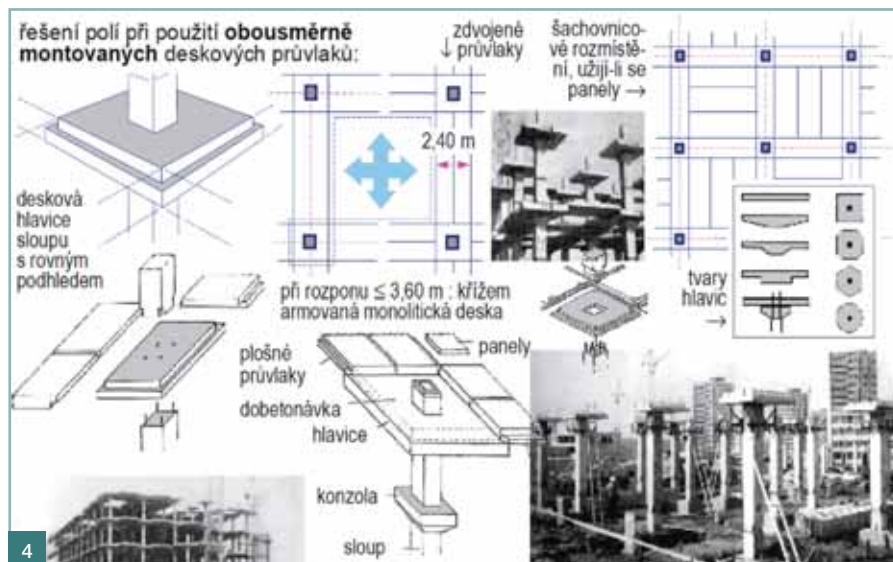 řešení polí při použití obousměrně
montovaných deskových průvlaků:
zdvojené
↓ průvlaky
šachovnico-
vé rozmístě-
ní, užijí-li se
panely →
2,40 m
desková
hlavice
sloupu
s rovným
podhledem
při rozponu ≤ 3,60 m : křížem
armovaná monolitická deska
tvary
hlavic
→
plošné
průvlaky
panely
dobetonávka
hlavice
konzola
sloup
4